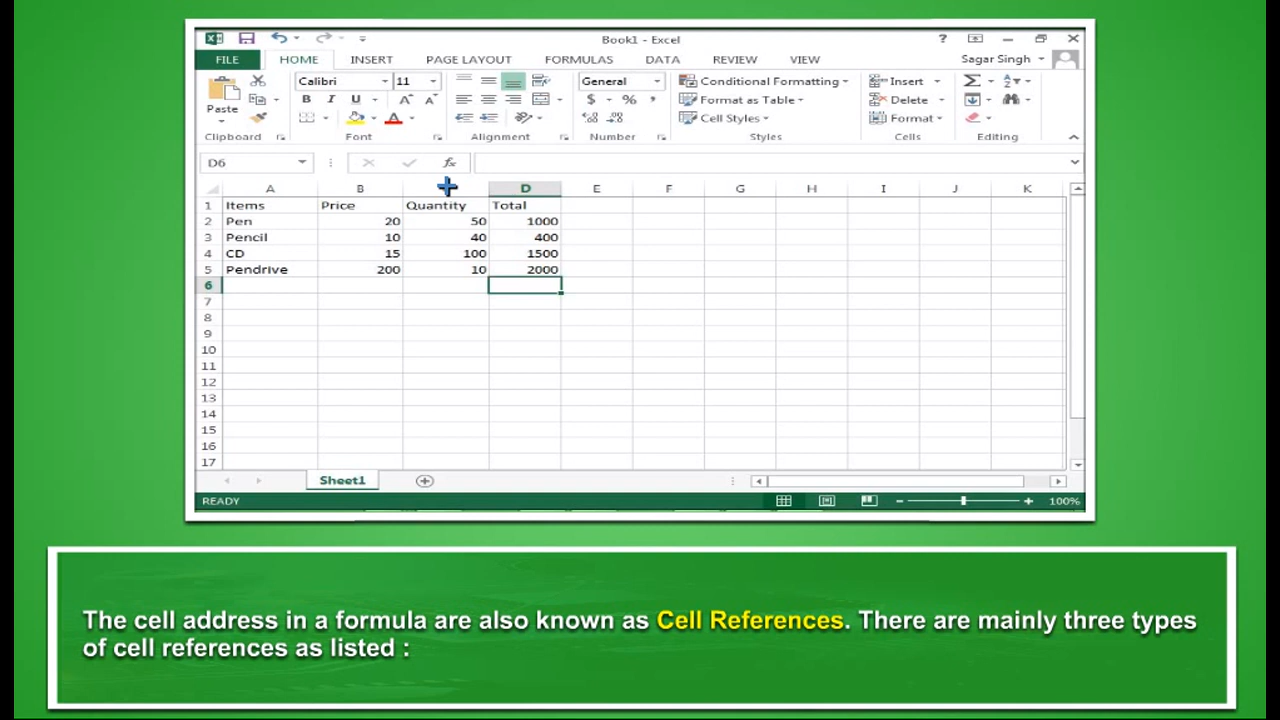 Book1 - Excel
?
FILE HOME INSERT PAGE LAYOUT FORMULAS DATA REVIEW VIEW Sagar Singh
Calibri 11 General Conditional Formatting Insert
Paste B I U A A $ % , Format as Table Delete
A Cell Styles Format
Clipboard Font Alignment Number Styles Cells Editing
D6 fx
A B C D E F G H I J K
1 Items Price Quantity Total
2 Pen 20 50 1000
3 Pencil 10 40 400
4 CD 15 100 1500
5 Pendrive 200 10 2000
6
7
8
9
10
11
12
13
14
15
16
17
Sheet1
READY 100%
The cell address in a formula are also known as Cell References. There are mainly three types
of cell references as listed :